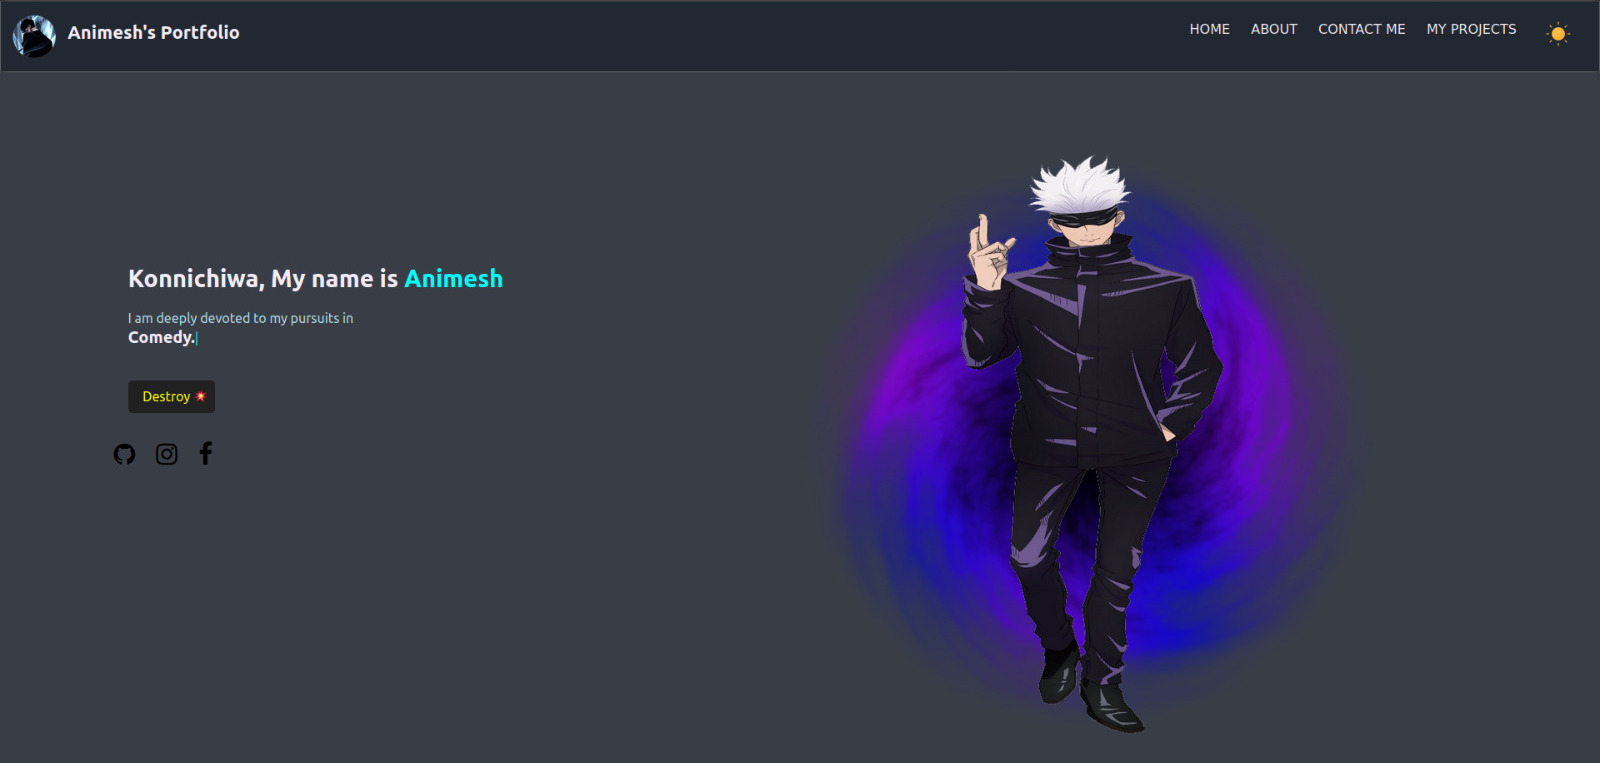 Animesh's Portfolio
HOME ABOUT CONTACT ME MY PROJECTS
Konnichiwa, My name is Animesh
I am deeply devoted to my pursuits in
Comedy.|
Destroy 💥